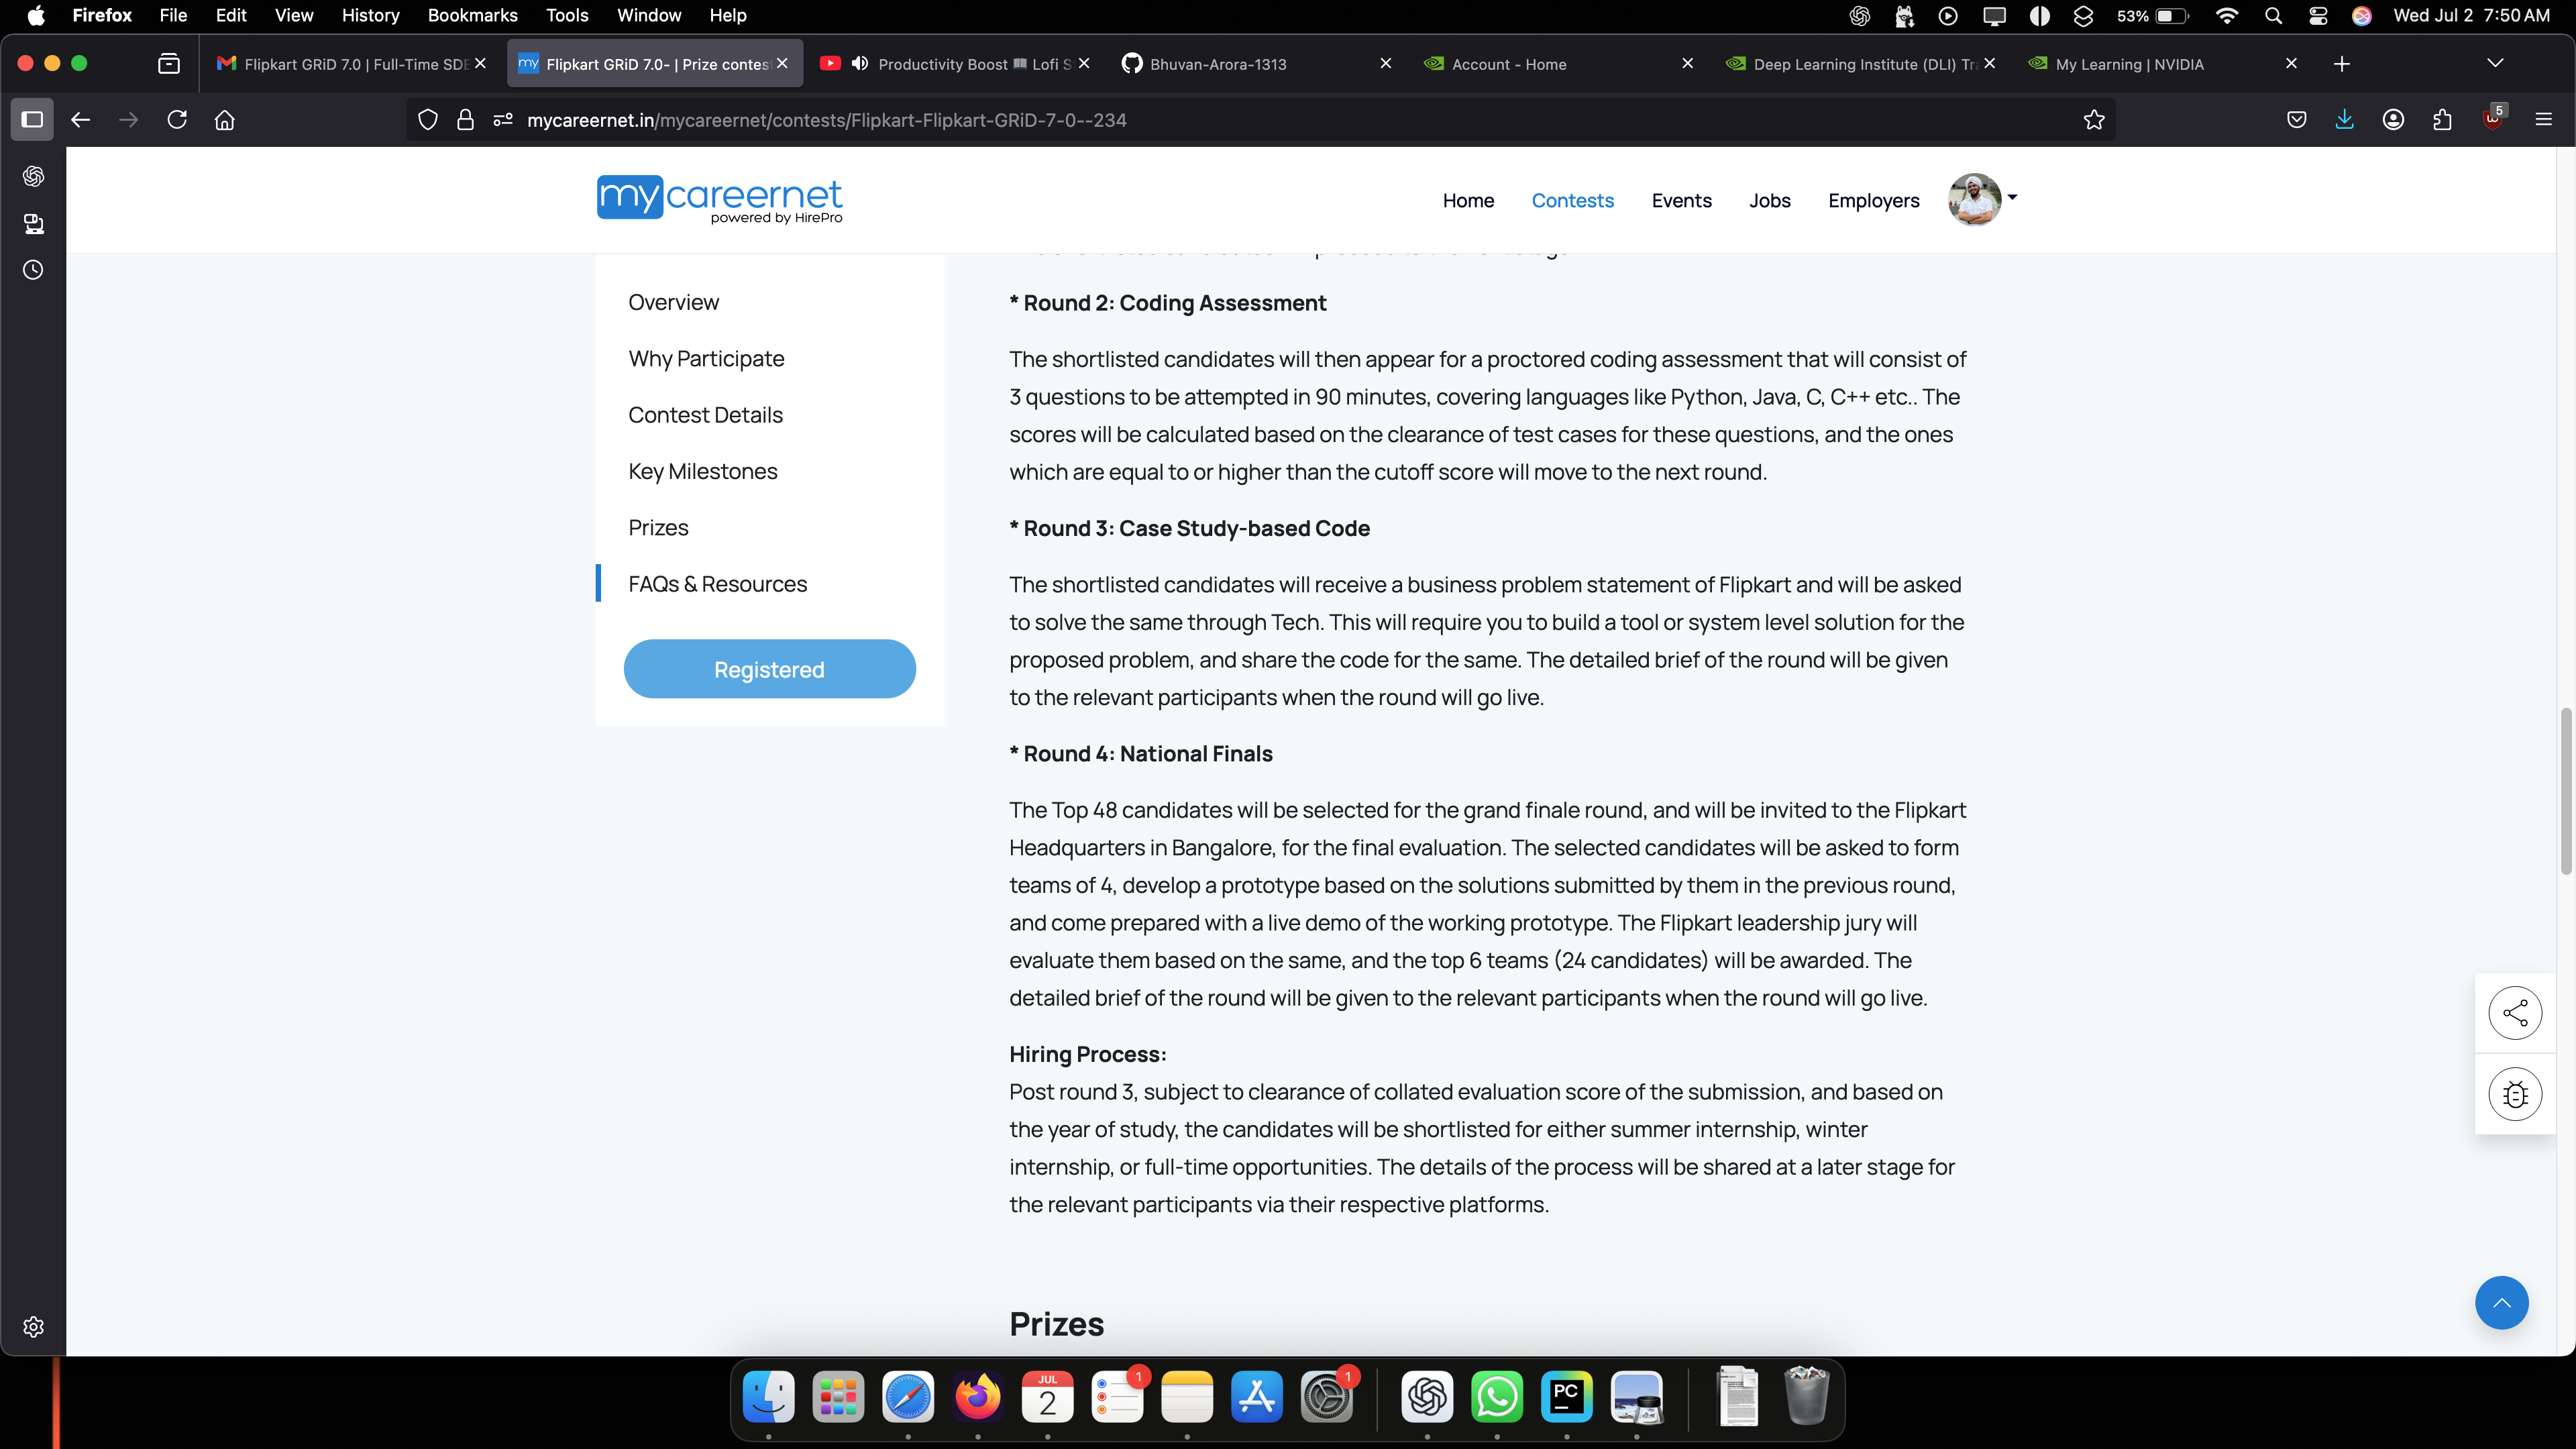 Firefox File Edit View History Bookmarks Tools Window Help
53%
Wed Jul 2 7:50 AM
Flipkart GRiD 7.0 | Full-Time SDE
Flipkart GRiD 7.0- | Prize contes
Productivity Boost 📖 Lofi S
Bhuvan-Arora-1313
Account - Home
Deep Learning Institute (DLI) Tr
My Learning | NVIDIA
mycareernet.in/mycareernet/contests/Flipkart-Flipkart-GRiD-7-0--234
5
mycareernet
powered by HirePro
Home
Contests
Events
Jobs
Employers
Overview
Why Participate
Contest Details
Key Milestones
Prizes
FAQs & Resources
Registered
* Round 2: Coding Assessment
The shortlisted candidates will then appear for a proctored coding assessment that will consist of
3 questions to be attempted in 90 minutes, covering languages like Python, Java, C, C++ etc.. The
scores will be calculated based on the clearance of test cases for these questions, and the ones
which are equal to or higher than the cutoff score will move to the next round.
* Round 3: Case Study-based Code
The shortlisted candidates will receive a business problem statement of Flipkart and will be asked
to solve the same through Tech. This will require you to build a tool or system level solution for the
proposed problem, and share the code for the same. The detailed brief of the round will be given
to the relevant participants when the round will go live.
* Round 4: National Finals
The Top 48 candidates will be selected for the grand finale round, and will be invited to the Flipkart
Headquarters in Bangalore, for the final evaluation. The selected candidates will be asked to form
teams of 4, develop a prototype based on the solutions submitted by them in the previous round,
and come prepared with a live demo of the working prototype. The Flipkart leadership jury will
evaluate them based on the same, and the top 6 teams (24 candidates) will be awarded. The
detailed brief of the round will be given to the relevant participants when the round will go live.
Hiring Process:
Post round 3, subject to clearance of collated evaluation score of the submission, and based on
the year of study, the candidates will be shortlisted for either summer internship, winter
internship, or full-time opportunities. The details of the process will be shared at a later stage for
the relevant participants via their respective platforms.
Prizes
JUL
2
1
1
PC